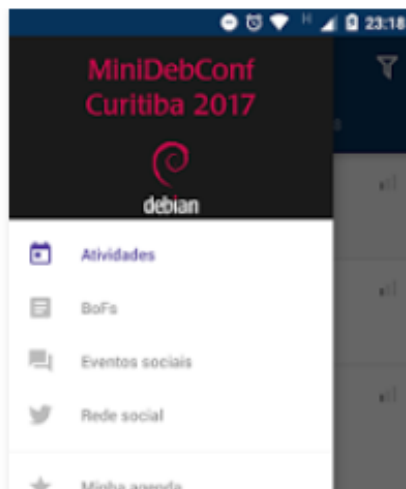 H 23:18
MiniDebConf
Curitiba 2017
debian
Atividades
BoFs
Eventos sociais
Rede social
Minha agenda